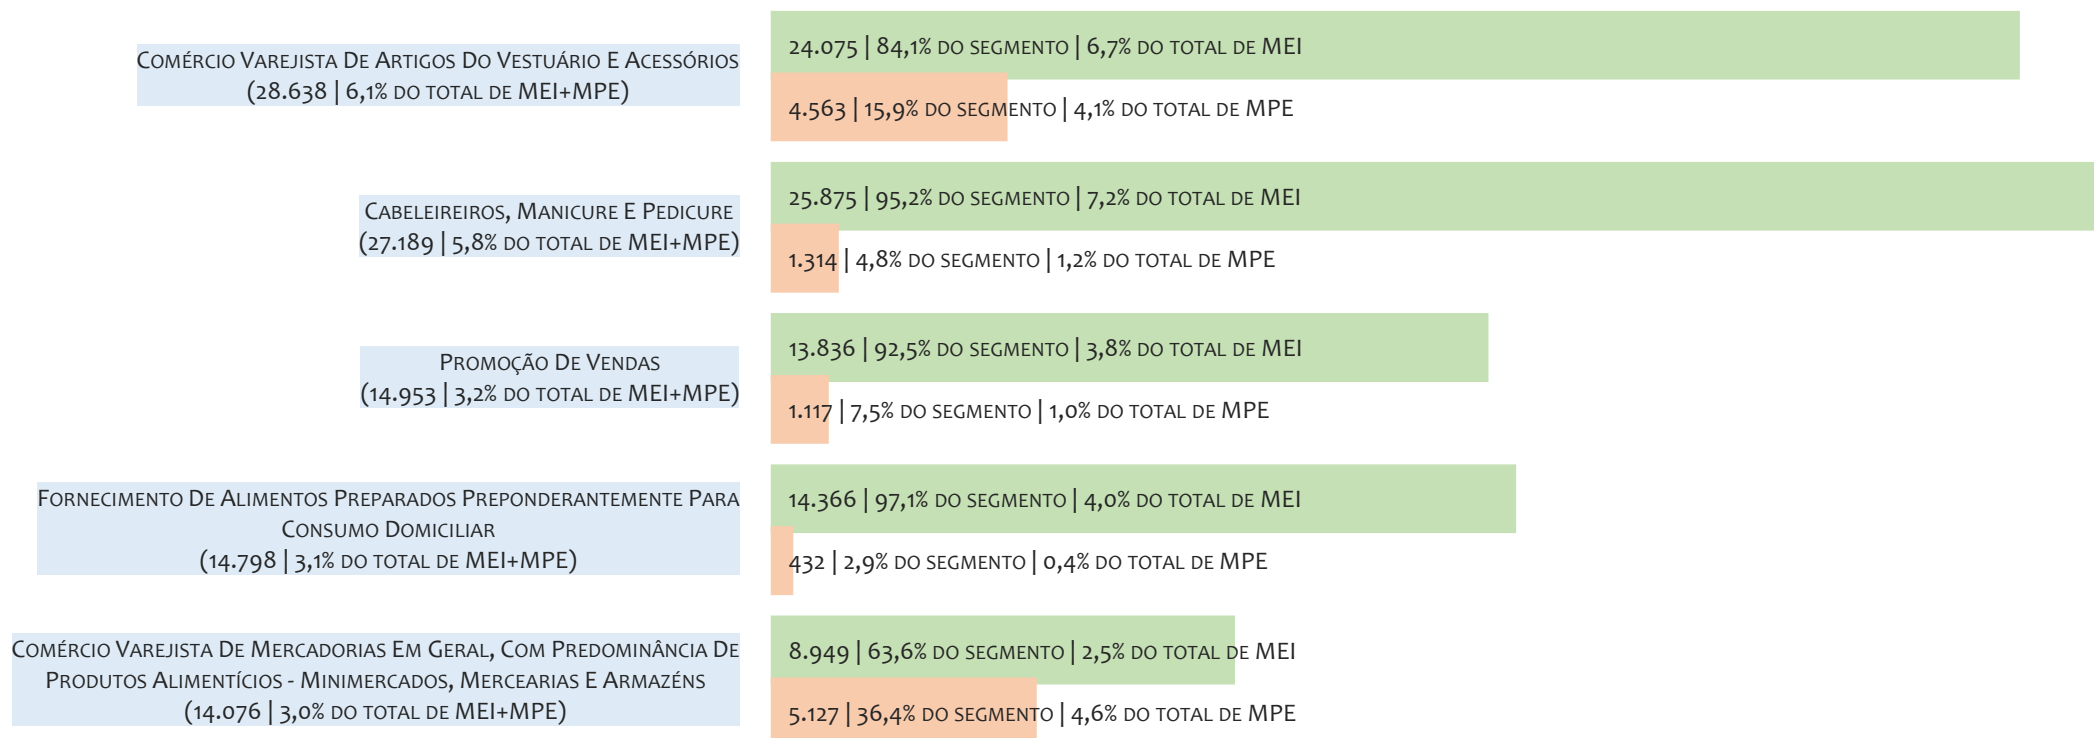 Comércio Varejista De Artigos Do Vestuário E Acessórios
(28.638 | 6,1% do total de MEI+MPE)
24.075 | 84,1% do segmento | 6,7% do total de MEI
4.563 | 15,9% do segmento | 4,1% do total de MPE
Cabeleireiros, Manicure E Pedicure
(27.189 | 5,8% do total de MEI+MPE)
25.875 | 95,2% do segmento | 7,2% do total de MEI
1.314 | 4,8% do segmento | 1,2% do total de MPE
Promoção De Vendas
(14.953 | 3,2% do total de MEI+MPE)
13.836 | 92,5% do segmento | 3,8% do total de MEI
1.117 | 7,5% do segmento | 1,0% do total de MPE
Fornecimento De Alimentos Preparados Preponderantemente Para
Consumo Domiciliar
(14.798 | 3,1% do total de MEI+MPE)
14.366 | 97,1% do segmento | 4,0% do total de MEI
432 | 2,9% do segmento | 0,4% do total de MPE
Comércio Varejista De Mercadorias Em Geral, Com Predominância De
Produtos Alimentícios - Minimercados, Mercearias E Armazéns
(14.076 | 3,0% do total de MEI+MPE)
8.949 | 63,6% do segmento | 2,5% do total de MEI
5.127 | 36,4% do segmento | 4,6% do total de MPE